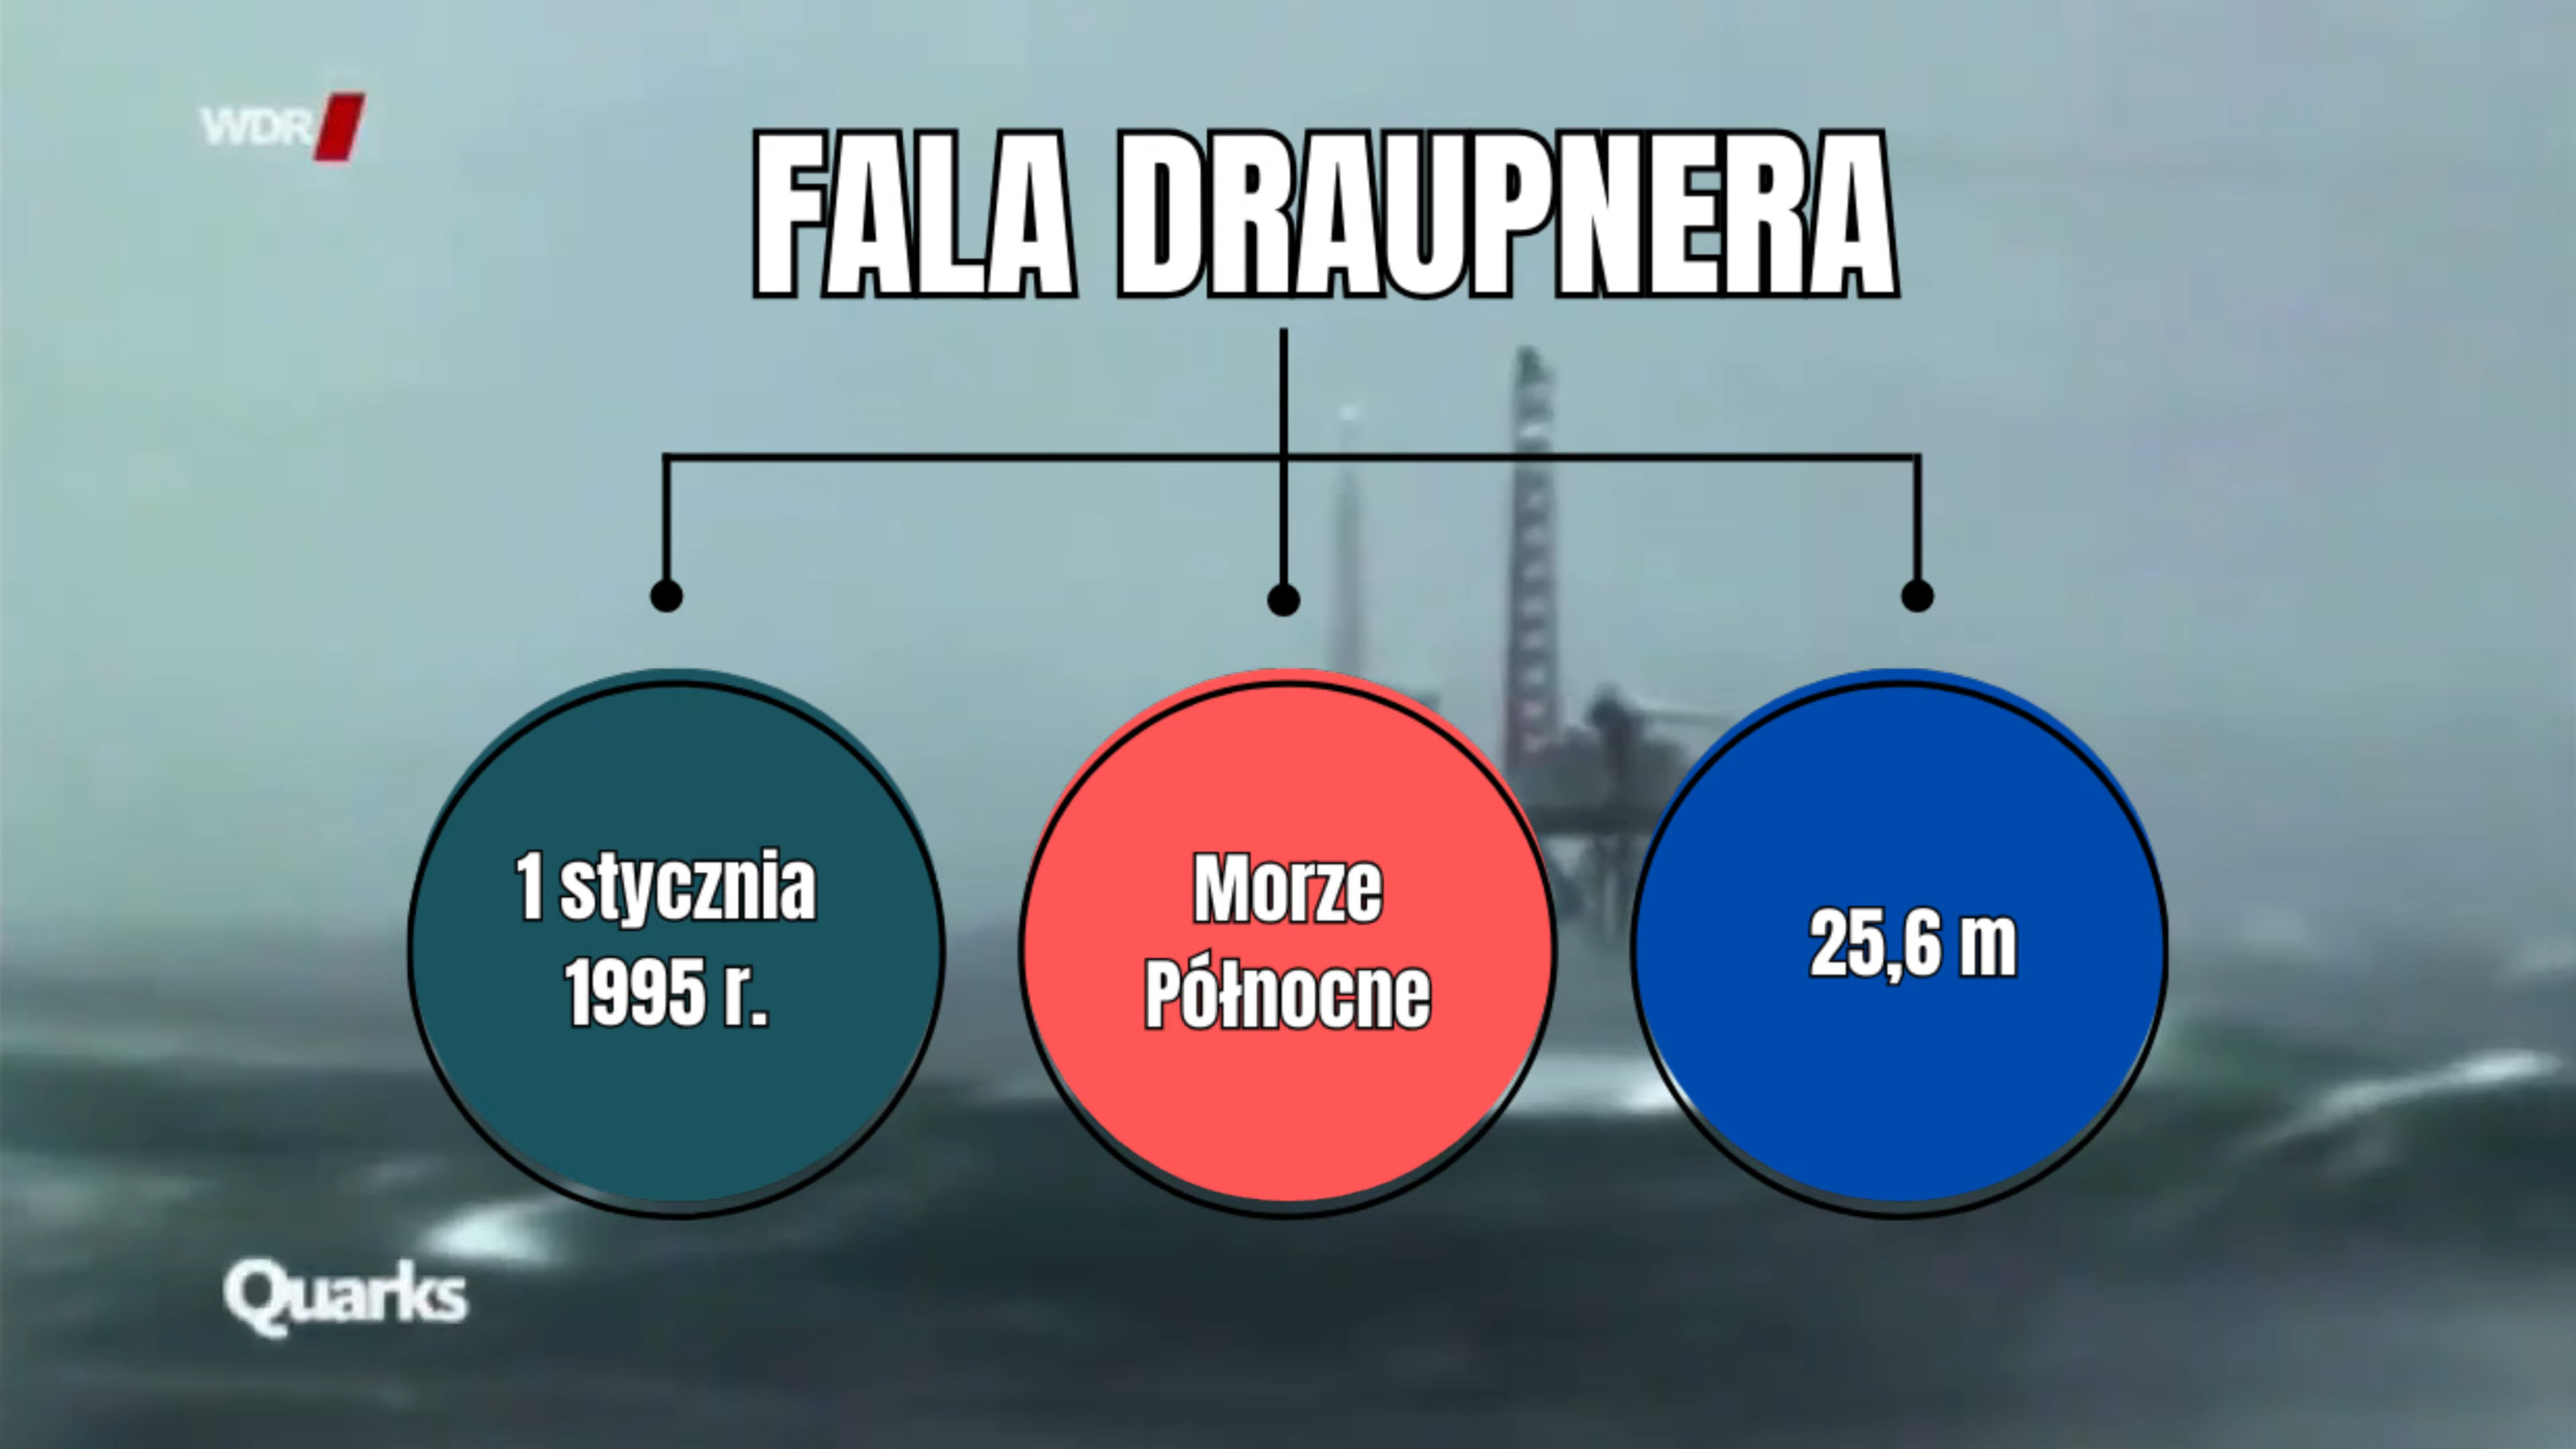 WDR
FALA DRAUPNERA
1 stycznia
1995 r.
Morze
Północne
25,6 m
Quarks